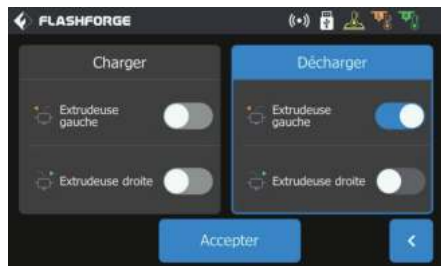 FLASHFORGE
Charger
Extrudeuse
gauche
Extrudeuse droite
Décharger
Extrudeuse
gauche
Extrudeuse droite
Accepter